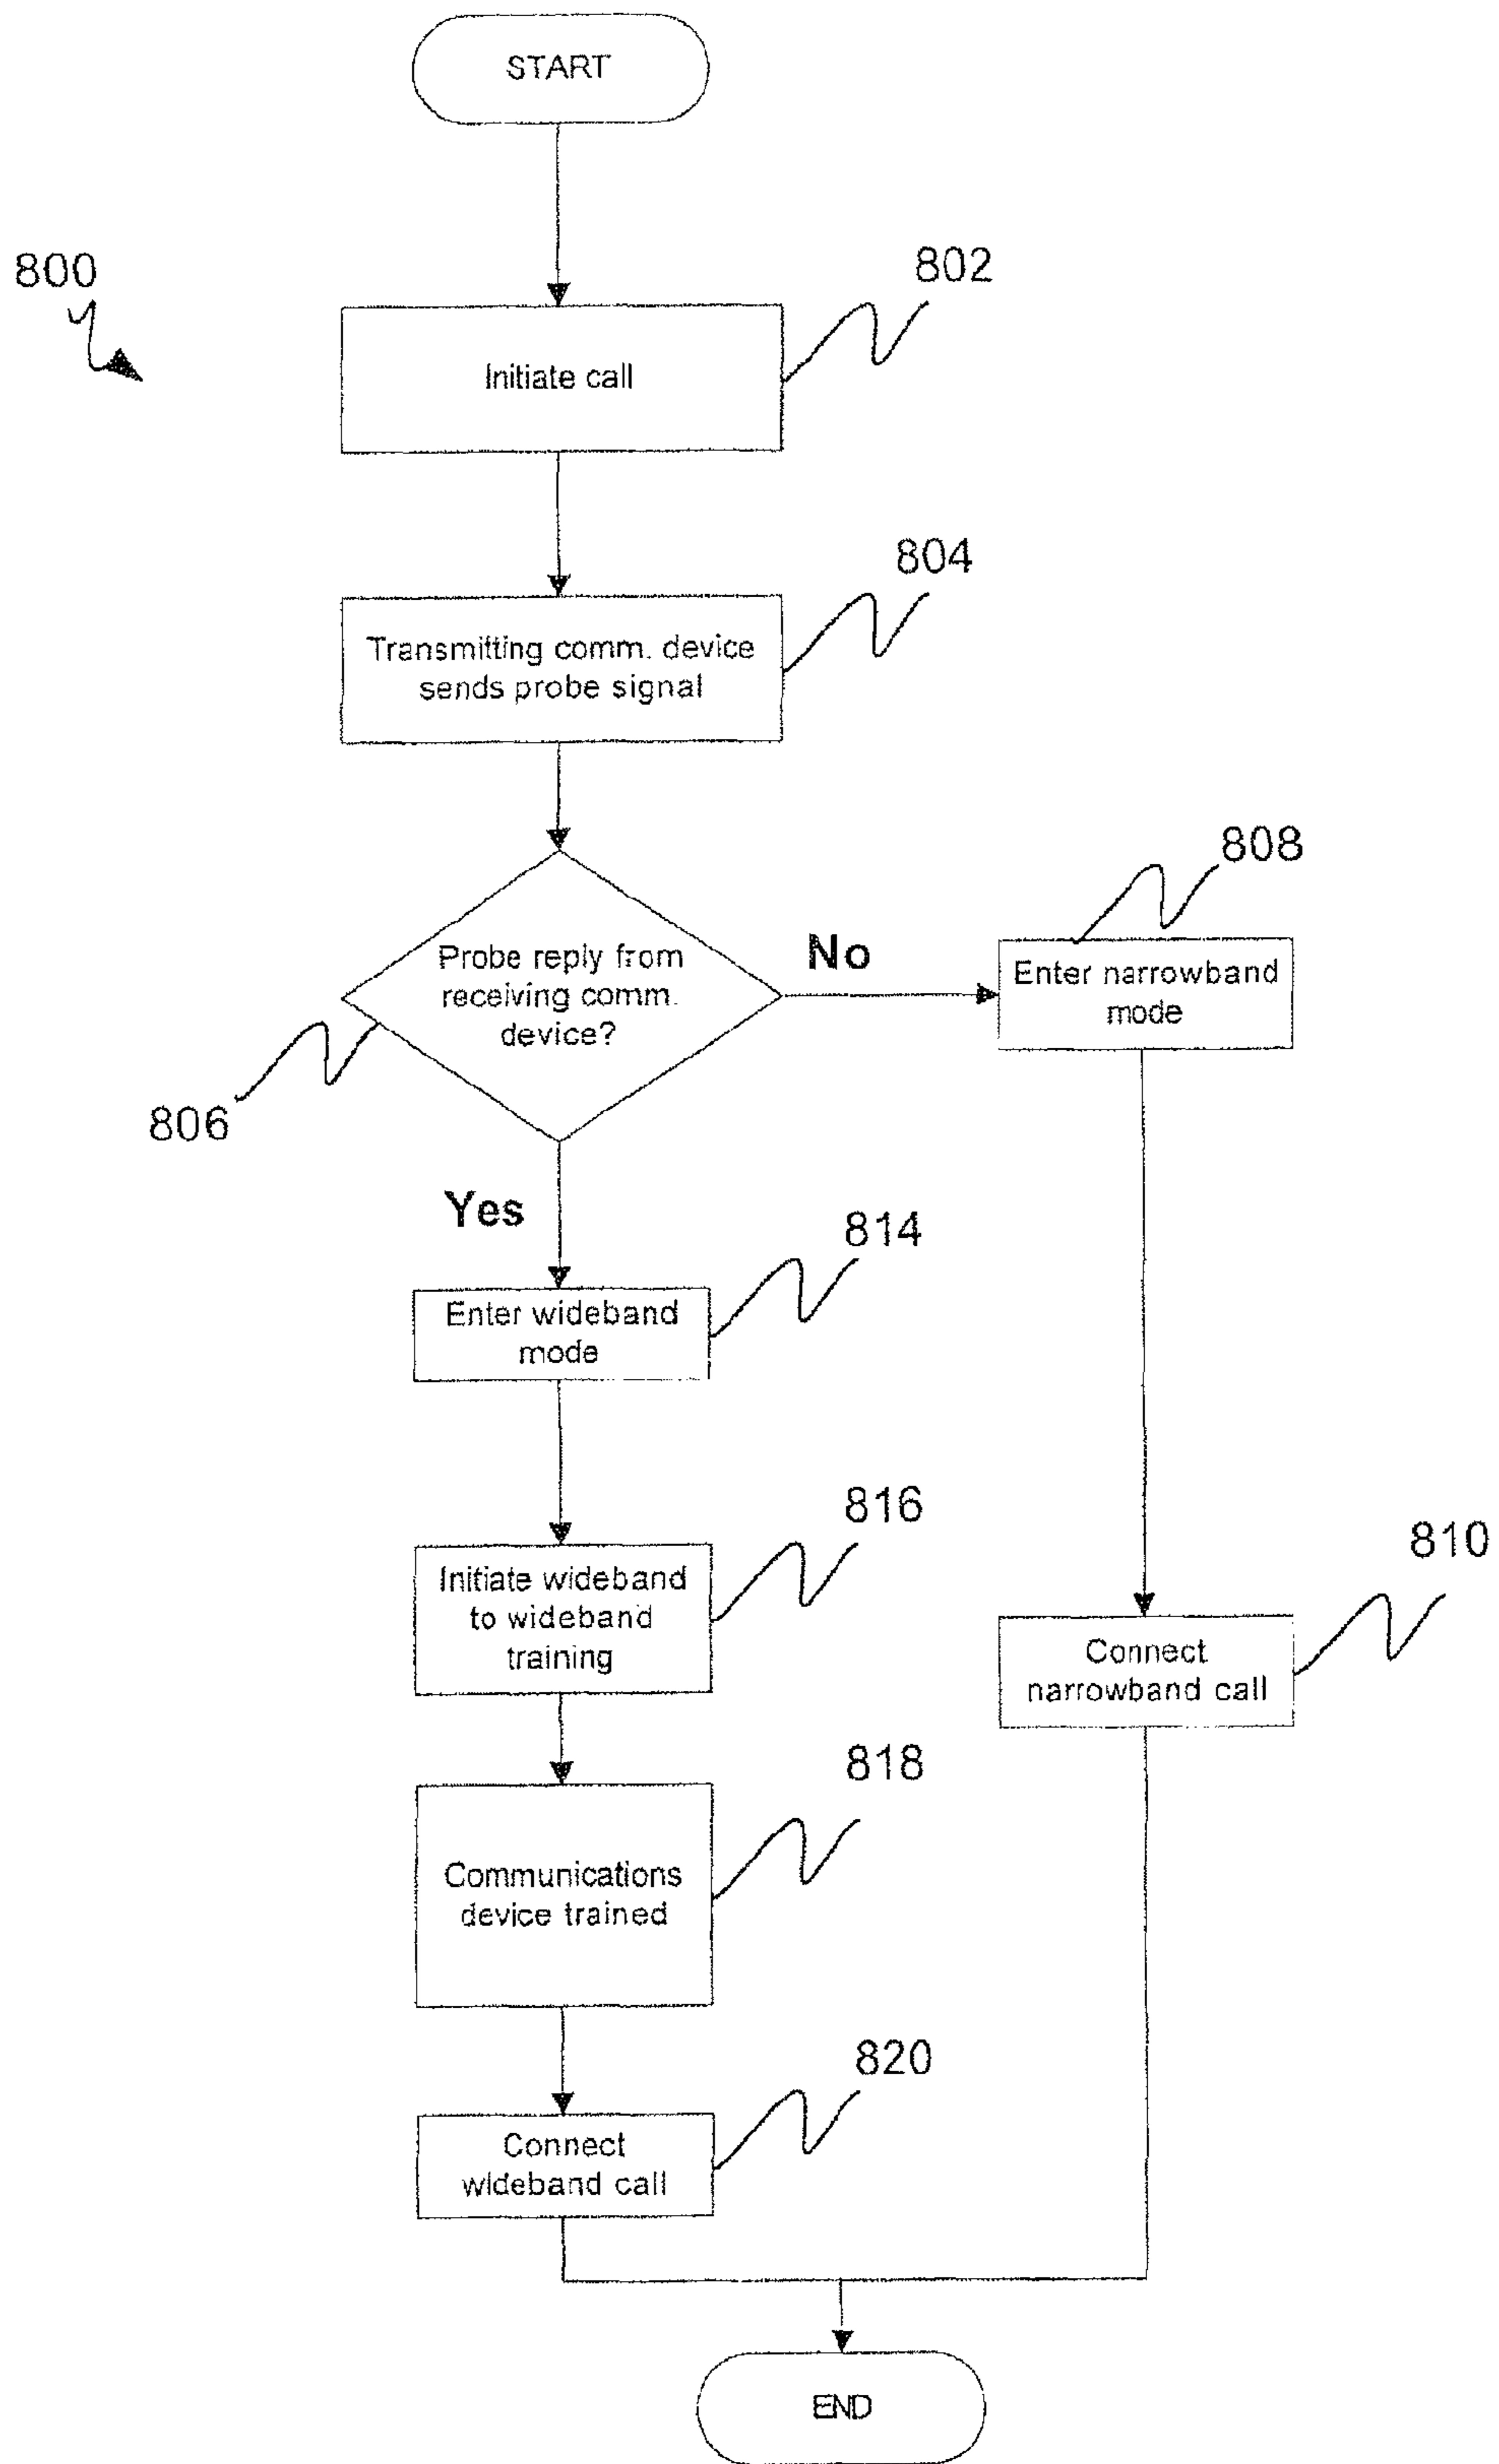 START
800
802
Initiate call
804
Transmitting comm. device
sends probe signal
808
Probe reply from
receiving comm.
device?
No
Enter narrowband
mode
806
Yes
814
Enter wideband
mode
816
Initiate wideband
to wideband
training
810
Connect
narrowband call
818
Communications
device trained
820
Connect
wideband call
END